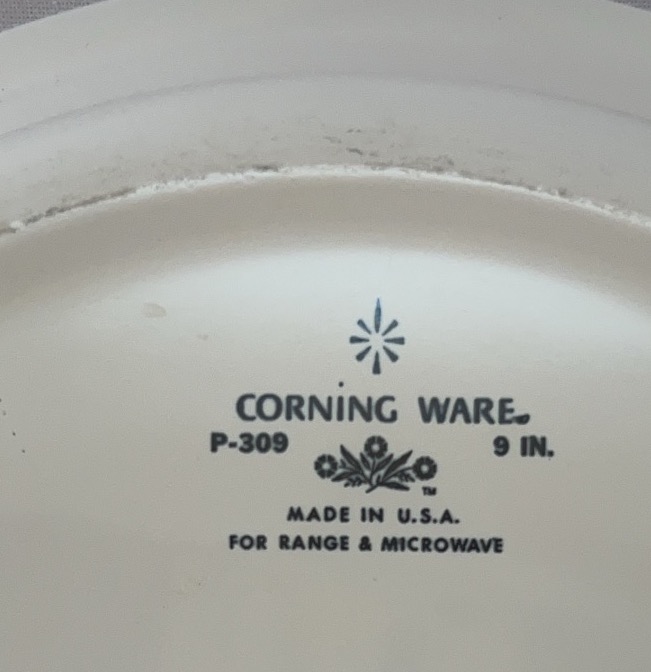 CORNING WARE
P-309 9 IN.
TM
MADE IN U.S.A.
FOR RANGE & MICROWAVE